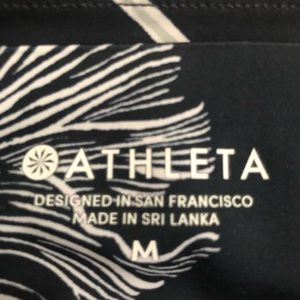 ATHLETA
DESIGNED IN SAN FRANCISCO
MADE IN SRI LANKA
M